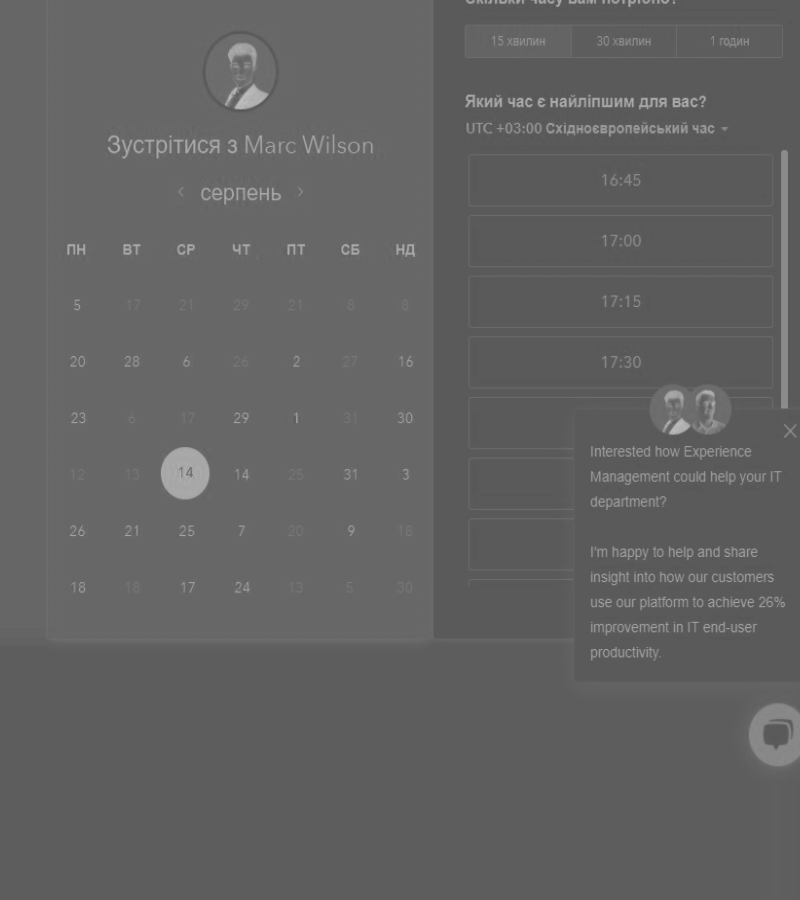 Скільки часу вам потрібно?
15 хвилин 30 хвилин 1 годин
Зустрітися з Marc Wilson
серпень
ПН ВТ СР ЧТ ПТ СБ НД
5 17 21 29 21 8 8
20 28 6 26 2 27 16
23 6 17 29 1 31 30
12 13 14 14 25 31 3
26 21 25 7 20 9 18
18 18 17 24 13 5 30
Який час є найліпшим для вас?
UTC +03:00 Східноєвропейський час
16:45
17:00
17:15
17:30
Interested how Experience
Management could help your IT
department?
I'm happy to help and share
insight into how our customers
use our platform to achieve 26%
improvement in IT end-user
productivity.